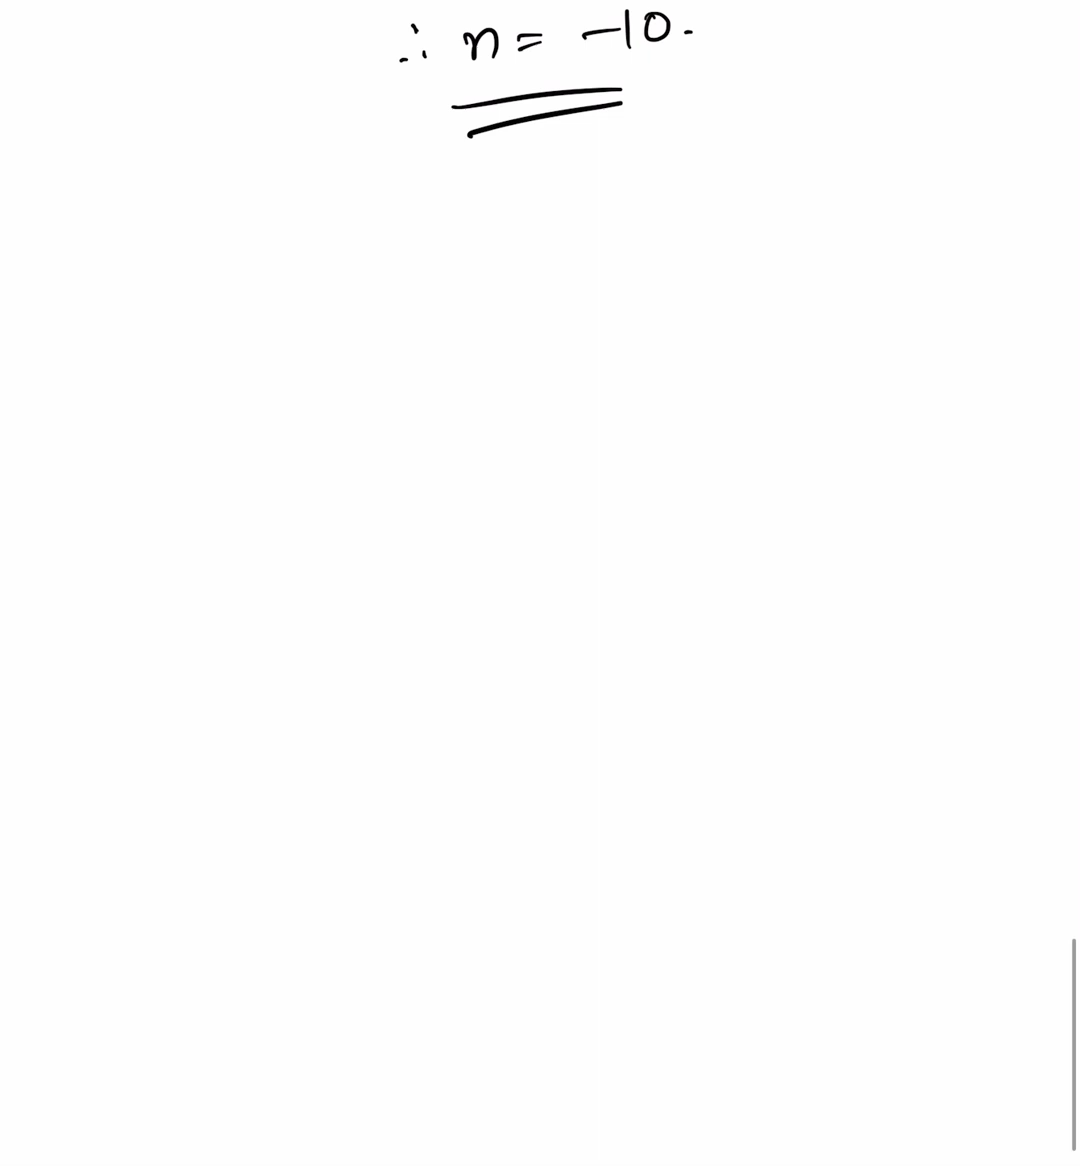 ∴ n = -10.